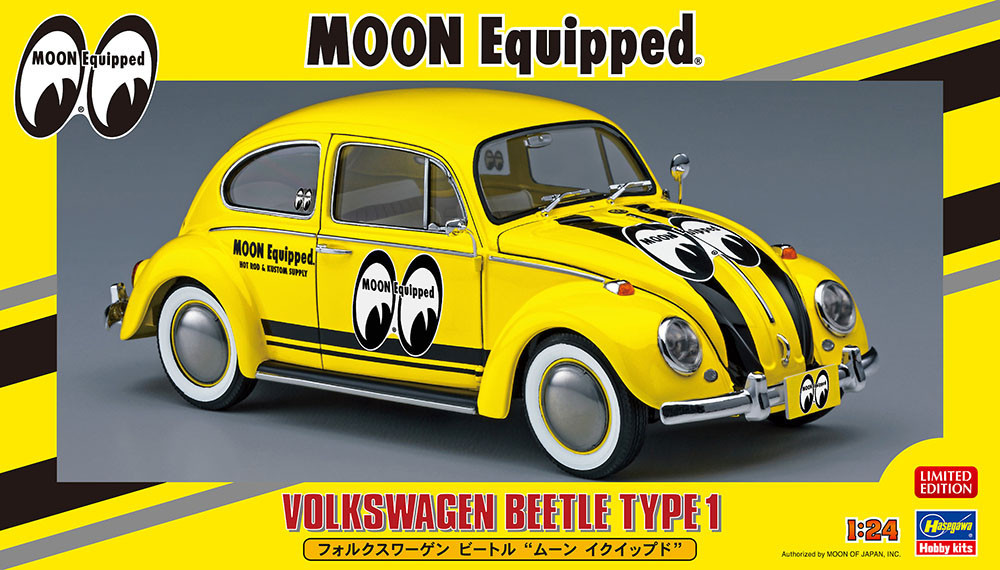 MOON Equipped
MOON Equipped®
MOON Equipped.
HOT ROD & KUSTOM SUPPLY
MOON Equipped
MOON Equipped
VOLKSWAGEN BEETLE TYPE 1
フォルクスワーゲン ビートル “ムーン イクイップド”
LIMITED
EDITION
1:24
Hasegawa
Hobby kits
Authorized by MOON OF JAPAN, INC.